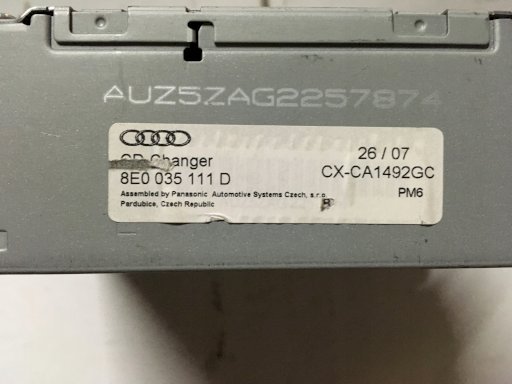 AUZ5ZAG2257874
CD Changer
26 / 07
8E0 035 111 D
CX-CA1492GC
Assembled by Panasonic Automotive Systems Czech, s.r.o.
PM6
Pardubice, Czech Republic